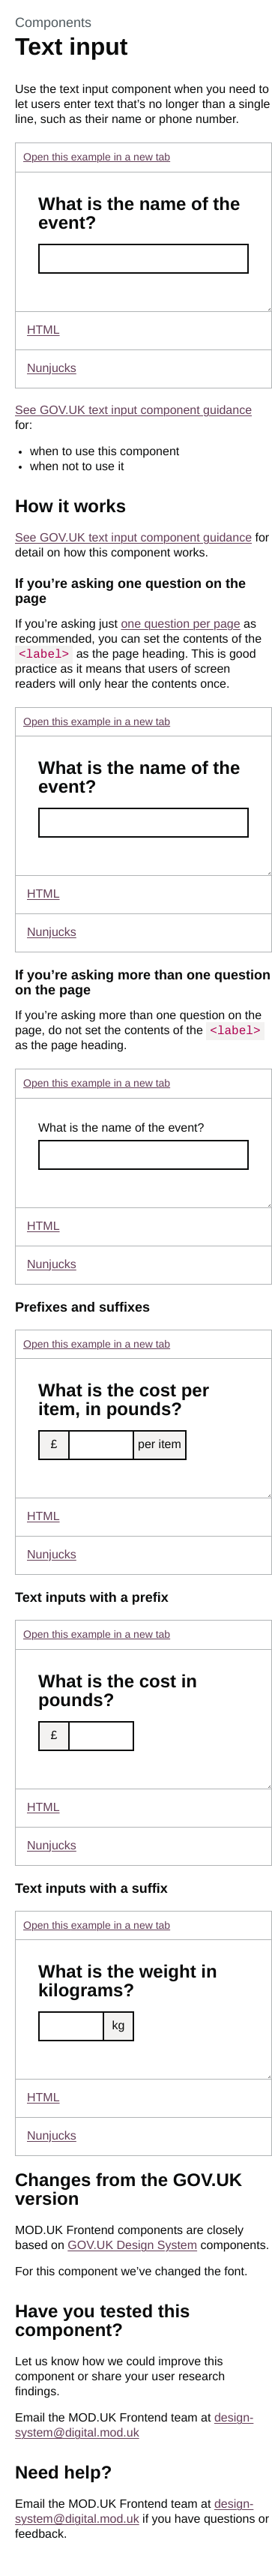 Components
Text input
Use the text input component when you need to
let users enter text that’s no longer than a single
line, such as their name or phone number.
Open this example in a new tab
What is the name of the
event?
HTML
Nunjucks
See GOV.UK text input component guidance
for:
• when to use this component
• when not to use it
How it works
See GOV.UK text input component guidance for
detail on how this component works.
If you’re asking one question on the
page
If you’re asking just one question per page as
recommended, you can set the contents of the
<label> as the page heading. This is good
practice as it means that users of screen
readers will only hear the contents once.
Open this example in a new tab
What is the name of the
event?
HTML
Nunjucks
If you’re asking more than one question
on the page
If you’re asking more than one question on the
page, do not set the contents of the <label>
as the page heading.
Open this example in a new tab
What is the name of the event?
HTML
Nunjucks
Prefixes and suffixes
Open this example in a new tab
What is the cost per
item, in pounds?
£ per item
HTML
Nunjucks
Text inputs with a prefix
Open this example in a new tab
What is the cost in
pounds?
£
HTML
Nunjucks
Text inputs with a suffix
Open this example in a new tab
What is the weight in
kilograms?
kg
HTML
Nunjucks
Changes from the GOV.UK
version
MOD.UK Frontend components are closely
based on GOV.UK Design System components.
For this component we’ve changed the font.
Have you tested this
component?
Let us know how we could improve this
component or share your user research
findings.
Email the MOD.UK Frontend team at design-
system@digital.mod.uk
Need help?
Email the MOD.UK Frontend team at design-
system@digital.mod.uk if you have questions or
feedback.